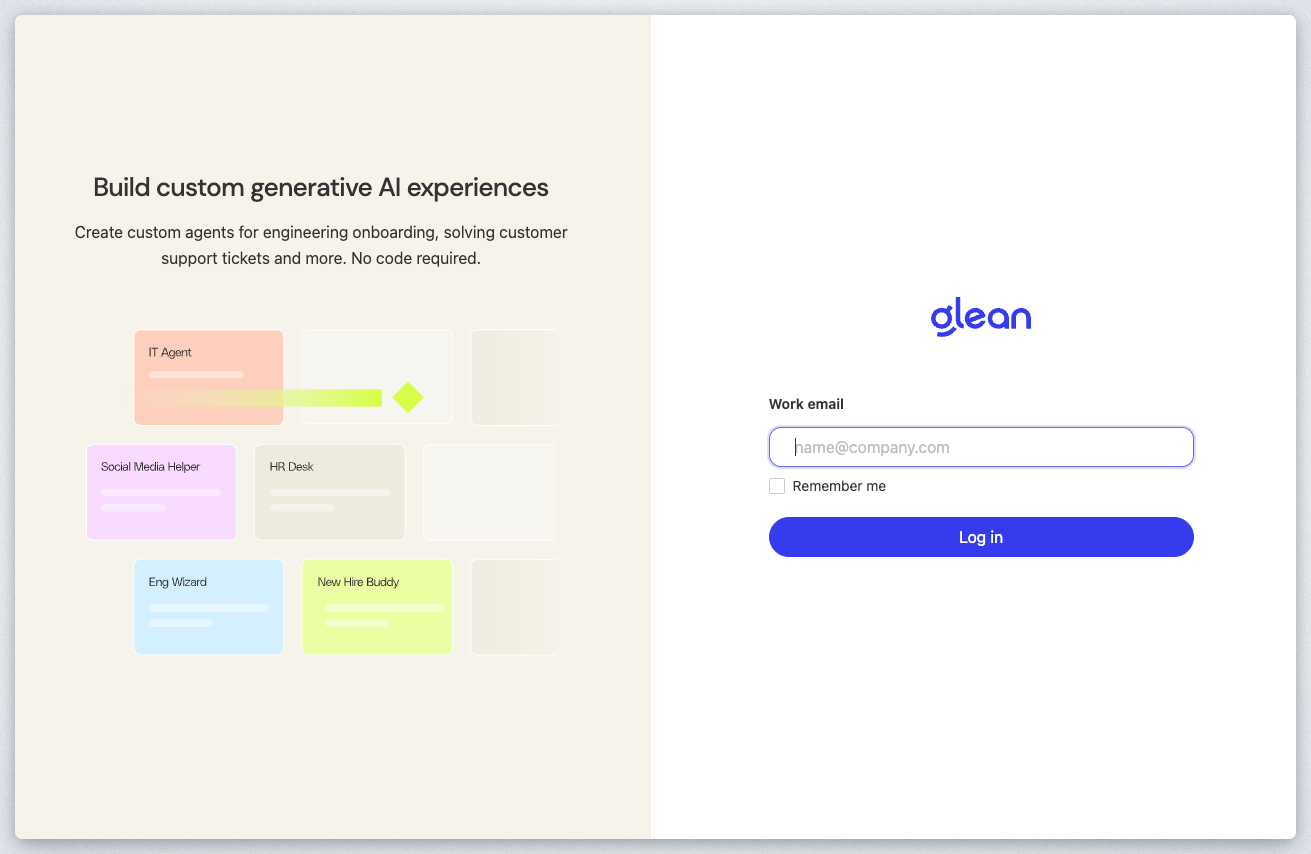 Build custom generative AI experiences
Create custom agents for engineering onboarding, solving customer
support tickets and more. No code required.
IT Agent
Social Media Helper
HR Desk
Eng Wizard
New Hire Buddy
glean
Work email
name@company.com
Remember me
Log in